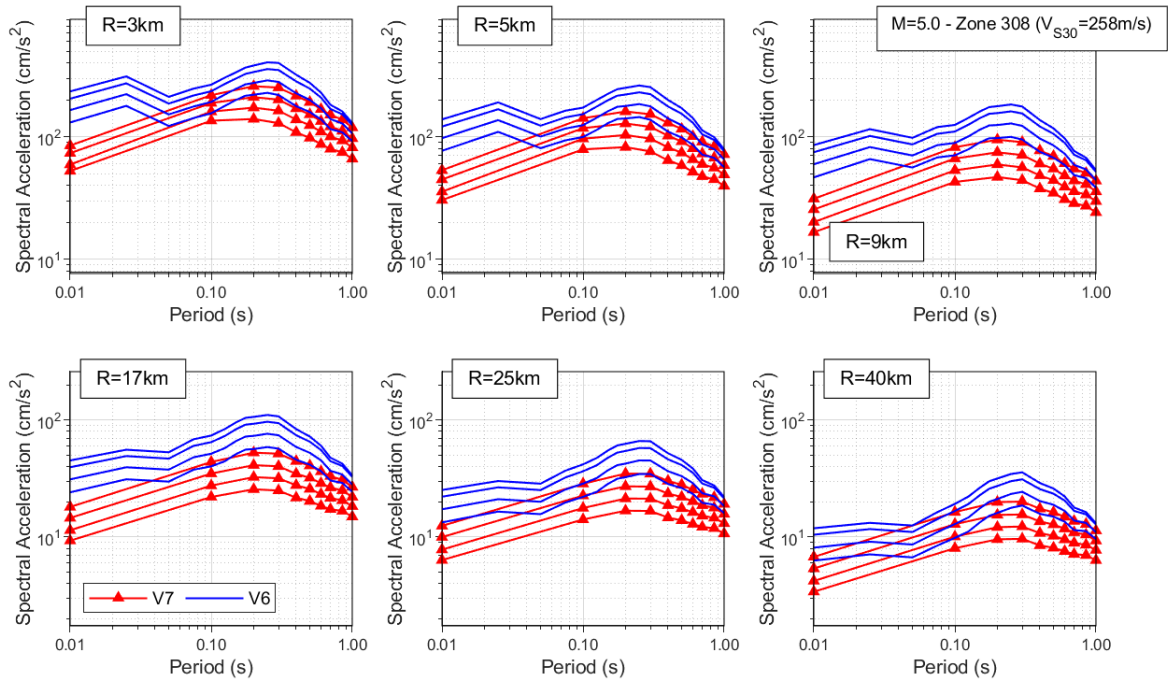 R=3km
R=5km
M=5.0 - Zone 308 (V_S30=258m/s)
Spectral Acceleration (cm/s²)
10²
10¹
0.01 0.10 1.00
Period (s)
Spectral Acceleration (cm/s²)
10²
10¹
0.01 0.10 1.00
Period (s)
Spectral Acceleration (cm/s²)
10²
10¹
R=9km
0.01 0.10 1.00
Period (s)
R=17km
Spectral Acceleration (cm/s²)
10²
10¹
V7 V6
0.01 0.10 1.00
Period (s)
R=25km
Spectral Acceleration (cm/s²)
10²
10¹
0.01 0.10 1.00
Period (s)
R=40km
Spectral Acceleration (cm/s²)
10²
10¹
0.01 0.10 1.00
Period (s)